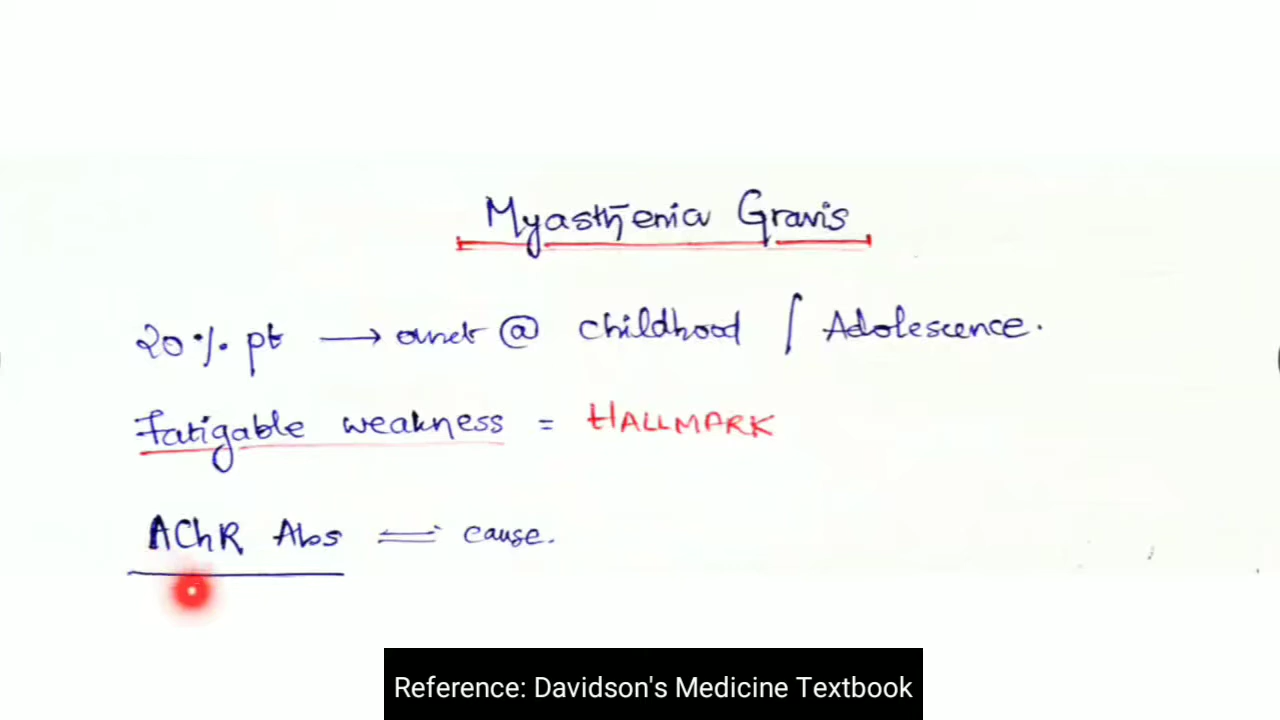 Myasthenia Gravis
20% pt → onset @ childhood / Adolescence.
Fatigable weakness = HALLMARK
AChR Abs = cause.
Reference: Davidson's Medicine Textbook